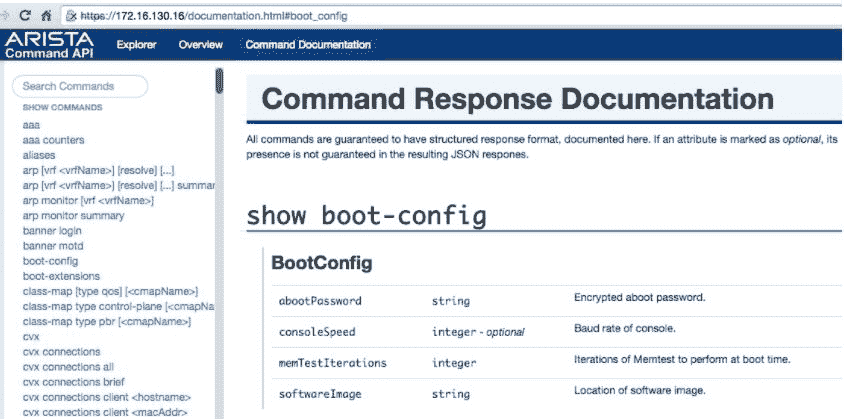 https://172.16.130.16/documentation.html#boot_config
ARISTA
Command API
Explorer
Overview
Command Documentation
Search Commands
SHOW COMMANDS
aaa
aaa counters
aliases
arp [vrf <vrfName>] [resolve] [...]
arp [vrf <vrfName>] [resolve] [...] summar
arp monitor [vrf <vrfName>]
arp monitor summary
banner login
banner motd
boot-config
boot-extensions
class-map [type qos] [<cmapName>]
class-map type control-plane [<cmapNa
class-map type pbr [<cmapName>]
cvx
cvx connections
cvx connections all
cvx connections brief
cvx connections client <hostname>
cvx connections client <macAddr>
Command Response Documentation
All commands are guaranteed to have structured response format, documented here. If an attribute is marked as optional, its
presence is not guaranteed in the resulting JSON respones.
show boot-config
BootConfig
abootPassword string Encrypted aboot password.
consoleSpeed integer - optional Baud rate of console.
memTestIterations integer Iterations of Memtest to perform at boot time.
softwareImage string Location of software image.